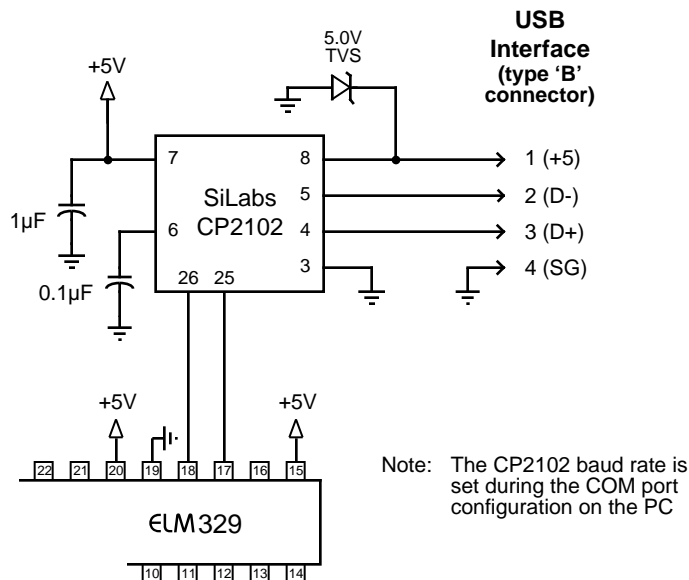 USB
Interface
(type ‘B’
connector)
5.0V
TVS
+5V
7
8
1 (+5)
SiLabs
CP2102
5
2 (D-)
1µF
6
4
3 (D+)
3
4 (SG)
0.1µF
26 25
+5V
+5V
22 21 20 19 18 17 16 15
Note: The CP2102 baud rate is
set during the COM port
configuration on the PC
ELM329
10 11 12 13 14